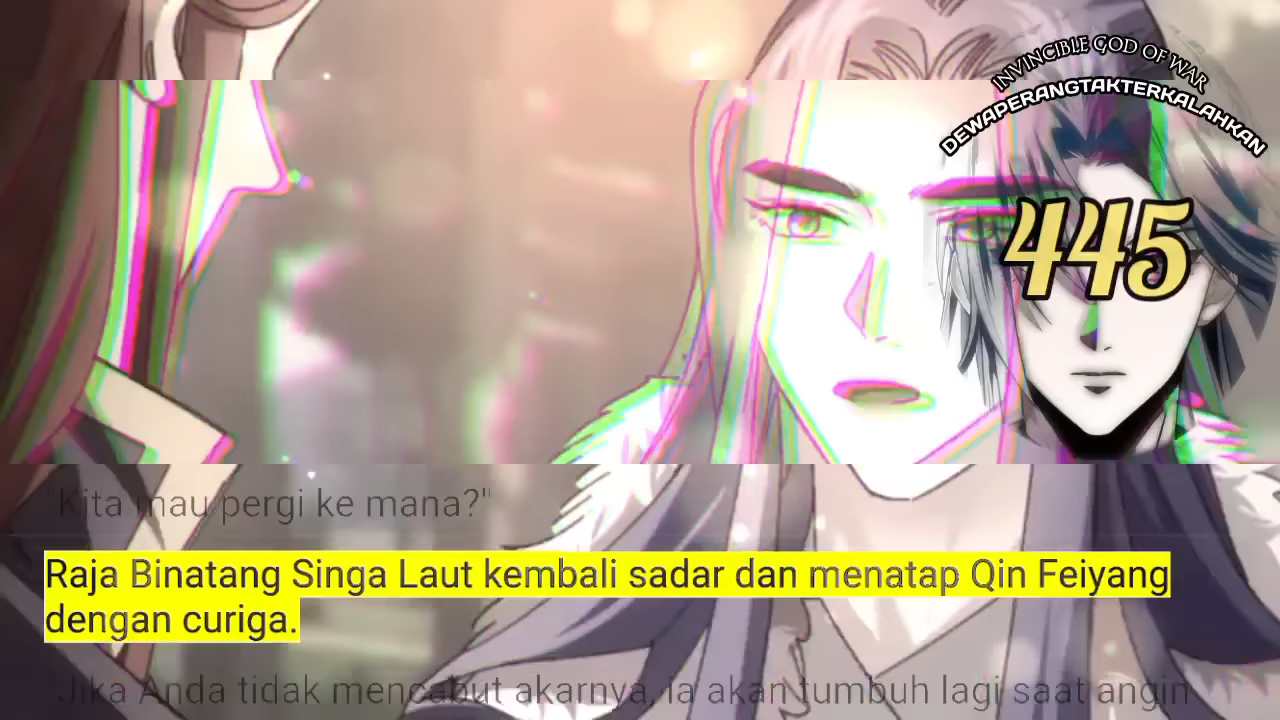 INVINCIBLE GOD OF WAR
DEWAPERANGTAKTERKALAHKAN
445
"Kita mau pergi ke mana?"
Raja Binatang Singa Laut kembali sadar dan menatap Qin Feiyang
dengan curiga.
"Jika Anda tidak mencabut akarnya, ia akan tumbuh lagi saat angin